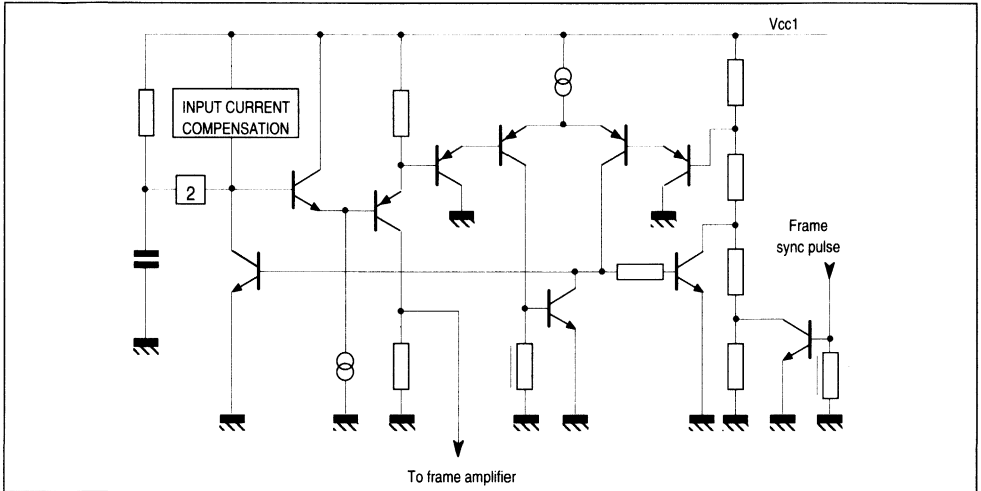 Vcc1
INPUT CURRENT
COMPENSATION
2
Frame
sync pulse
To frame amplifier